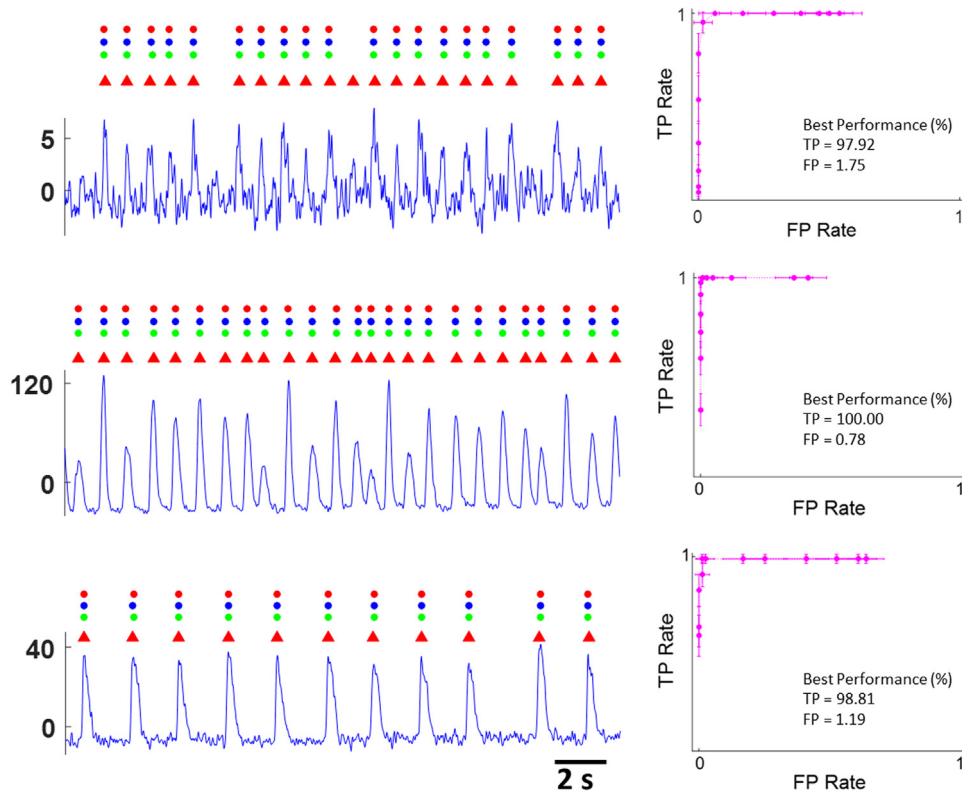 5
0
1
TP Rate
Best Performance (%)
TP = 97.92
FP = 1.75
0
1
FP Rate
120
0
1
TP Rate
Best Performance (%)
TP = 100.00
FP = 0.78
0
1
FP Rate
40
0
2 s
1
TP Rate
Best Performance (%)
TP = 98.81
FP = 1.19
0
1
FP Rate